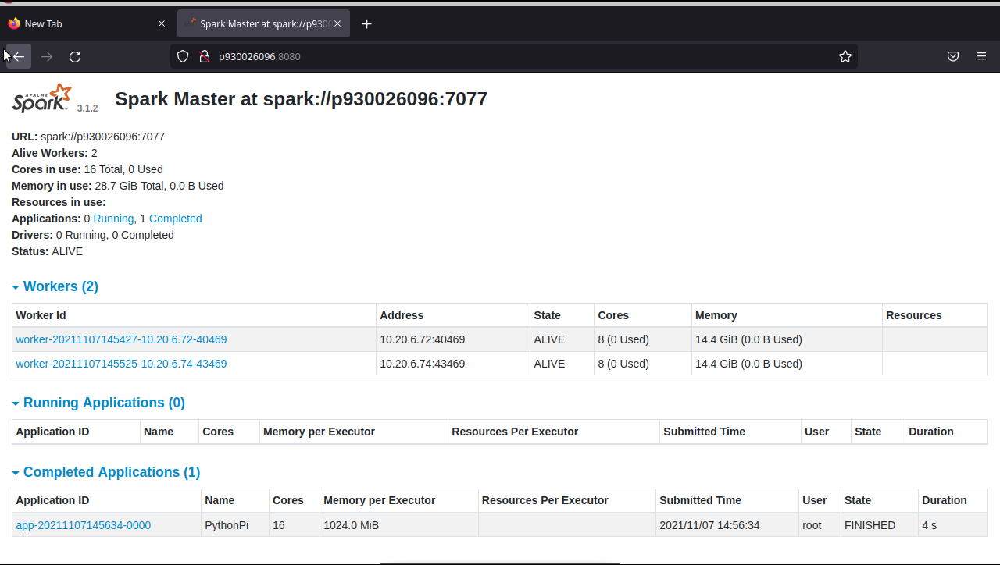 New Tab
Spark Master at spark://p9300
p930026096:8080
APACHE
Spark 3.1.2 Spark Master at spark://p930026096:7077
URL: spark://p930026096:7077
Alive Workers: 2
Cores in use: 16 Total, 0 Used
Memory in use: 28.7 GiB Total, 0.0 B Used
Resources in use:
Applications: 0 Running, 1 Completed
Drivers: 0 Running, 0 Completed
Status: ALIVE
Workers (2)
Worker Id Address State Cores Memory Resources
worker-20211107145427-10.20.6.72-40469 10.20.6.72:40469 ALIVE 8 (0 Used) 14.4 GiB (0.0 B Used)
worker-20211107145525-10.20.6.74-43469 10.20.6.74:43469 ALIVE 8 (0 Used) 14.4 GiB (0.0 B Used)
Running Applications (0)
Application ID Name Cores Memory per Executor Resources Per Executor Submitted Time User State Duration
Completed Applications (1)
Application ID Name Cores Memory per Executor Resources Per Executor Submitted Time User State Duration
app-20211107145634-0000 PythonPi 16 1024.0 MiB 2021/11/07 14:56:34 root FINISHED 4 s